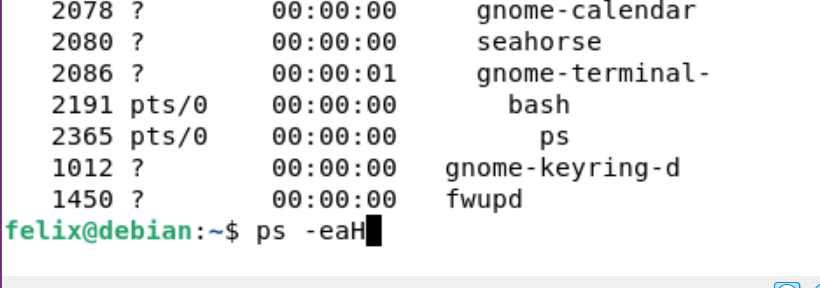 2078 ?        00:00:00     gnome-calendar
2080 ?        00:00:00     seahorse
2086 ?        00:00:01     gnome-terminal-
2191 pts/0    00:00:00       bash
2365 pts/0    00:00:00         ps
1012 ?        00:00:00   gnome-keyring-d
1450 ?        00:00:00   fwupd
felix@debian:~$ ps -eaH